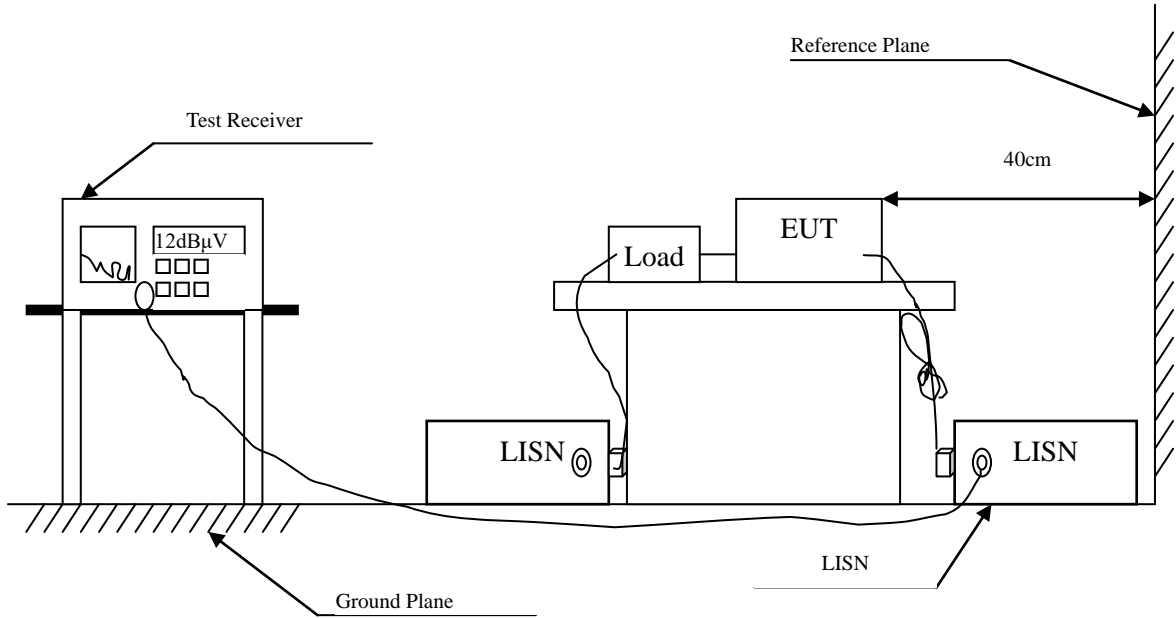 Reference Plane
Test Receiver
40cm
12dBμV
EUT
Load
LISN
LISN
LISN
Ground Plane